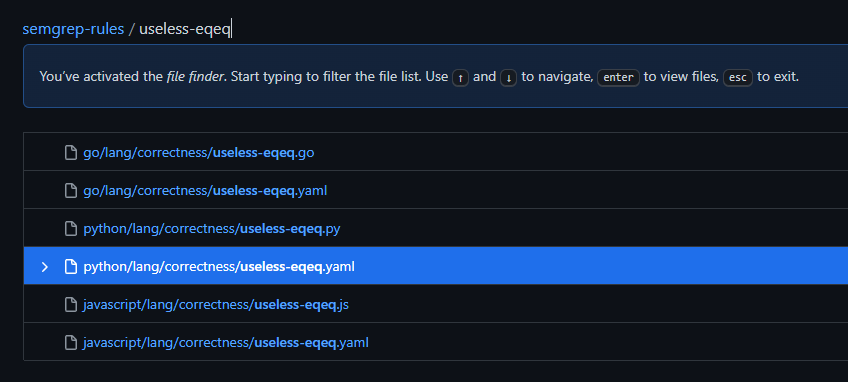 semgrep-rules / useless-eqeq
You've activated the file finder. Start typing to filter the file list. Use ↑ and ↓ to navigate, enter to view files, esc to exit.
go/lang/correctness/useless-eqeq.go
go/lang/correctness/useless-eqeq.yaml
python/lang/correctness/useless-eqeq.py
python/lang/correctness/useless-eqeq.yaml
javascript/lang/correctness/useless-eqeq.js
javascript/lang/correctness/useless-eqeq.yaml